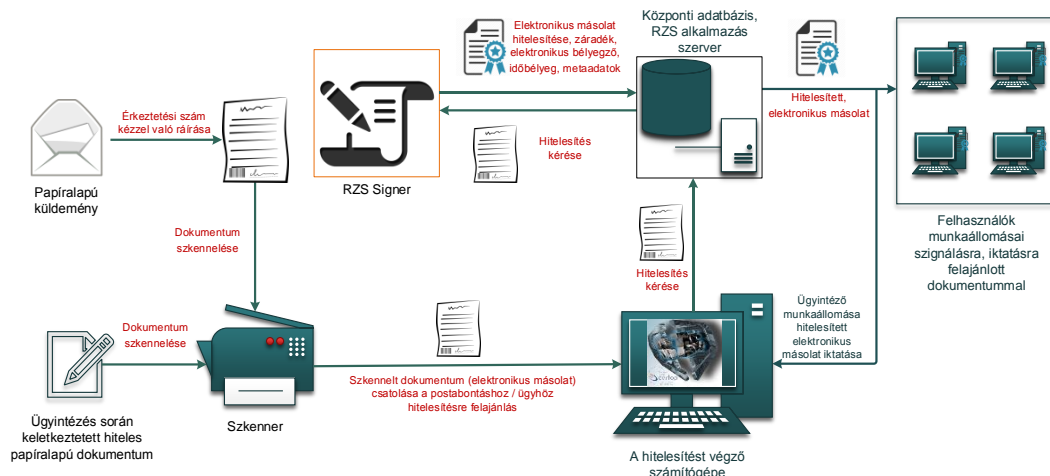 Elektronikus másolat
hitelesítése, záradék,
elektronikus bélyegző,
időbélyeg, metaadatok
Központi adatbázis,
RZS alkalmazás
szerver
Érkeztetési szám
kézzel való ráírása
Hitelesítés
kérése
Hitelesített,
elektronikus másolat
Papíralapú
küldemény
RZS Signer
Felhasználók
munkaállomásai
szignálásra, iktatásra
felajánlott
dokumentummal
Dokumentum
szkennelése
Hitelesítés
kérése
Ügyintéző
munkaállomása
hitelesített
elektronikus
másolat iktatása
Dokumentum
szkennelése
Szkennelt dokumentum (elektronikus másolat)
csatolása a postabontáshoz / ügyhöz
hitelesítésre felajánlás
Ügyintézés során
keletkeztetett hiteles
papíralapú dokumentum
Szkenner
A hitelesítést végző
számítógépe